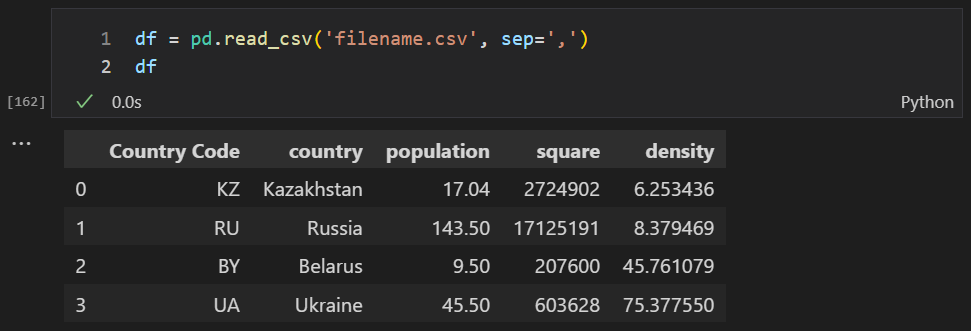 1 df = pd.read_csv('filename.csv', sep=',')
2 df
[162] 0.0s Python
...
Country Code country population square density
0 KZ Kazakhstan 17.04 2724902 6.253436
1 RU Russia 143.50 17125191 8.379469
2 BY Belarus 9.50 207600 45.761079
3 UA Ukraine 45.50 603628 75.377550